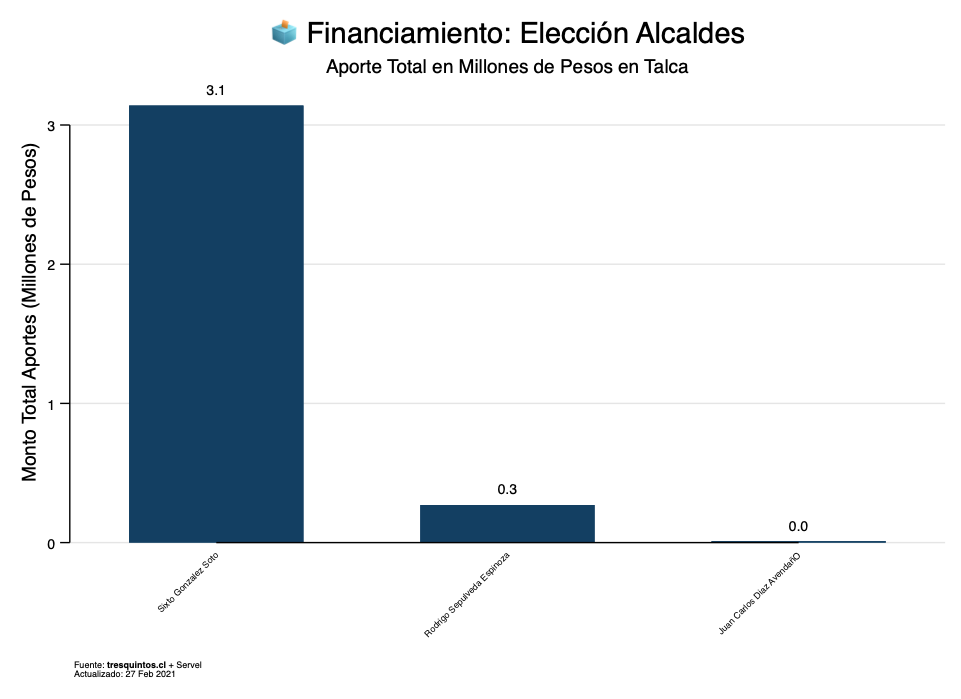 Financiamiento: Elección Alcaldes
Aporte Total en Millones de Pesos en Talca
Monto Total Aportes (Millones de Pesos)
3
2
1
0
3.1
0.3
0.0
Sixto Gonzalez Soto
Rodrigo Sepulveda Espinoza
Juan Carlos Diaz AvendañO
Fuente: tresquintos.cl + Servel
Actualizado: 27 Feb 2021